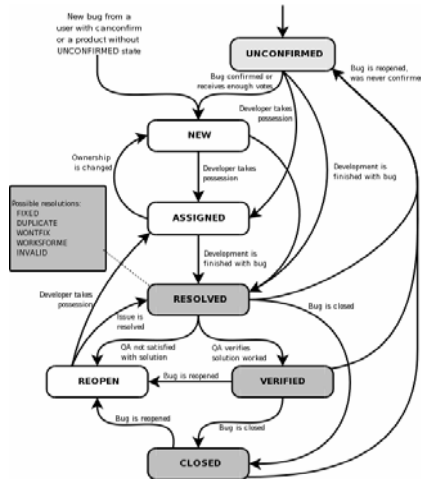 New bug from a
user with canconfirm
or a product without
UNCONFIRMED state
UNCONFIRMED
Bug confirmed or
receives enough votes
Bug is reopened,
was never confirme
Developer takes
possession
NEW
Ownership
is changed
Developer takes
possession
Development is
finished with bug
Possible resolutions:
FIXED
DUPLICATE
WONTFIX
WORKSFORME
INVALID
ASSIGNED
Development is
finished with bug
Developer takes
possession
RESOLVED
Issue is
resolved
Bug is closed
QA not satisfied
with solution
QA verifies
solution worked
REOPEN
Bug is reopened
VERIFIED
Bug is reopened
Bug is closed
CLOSED